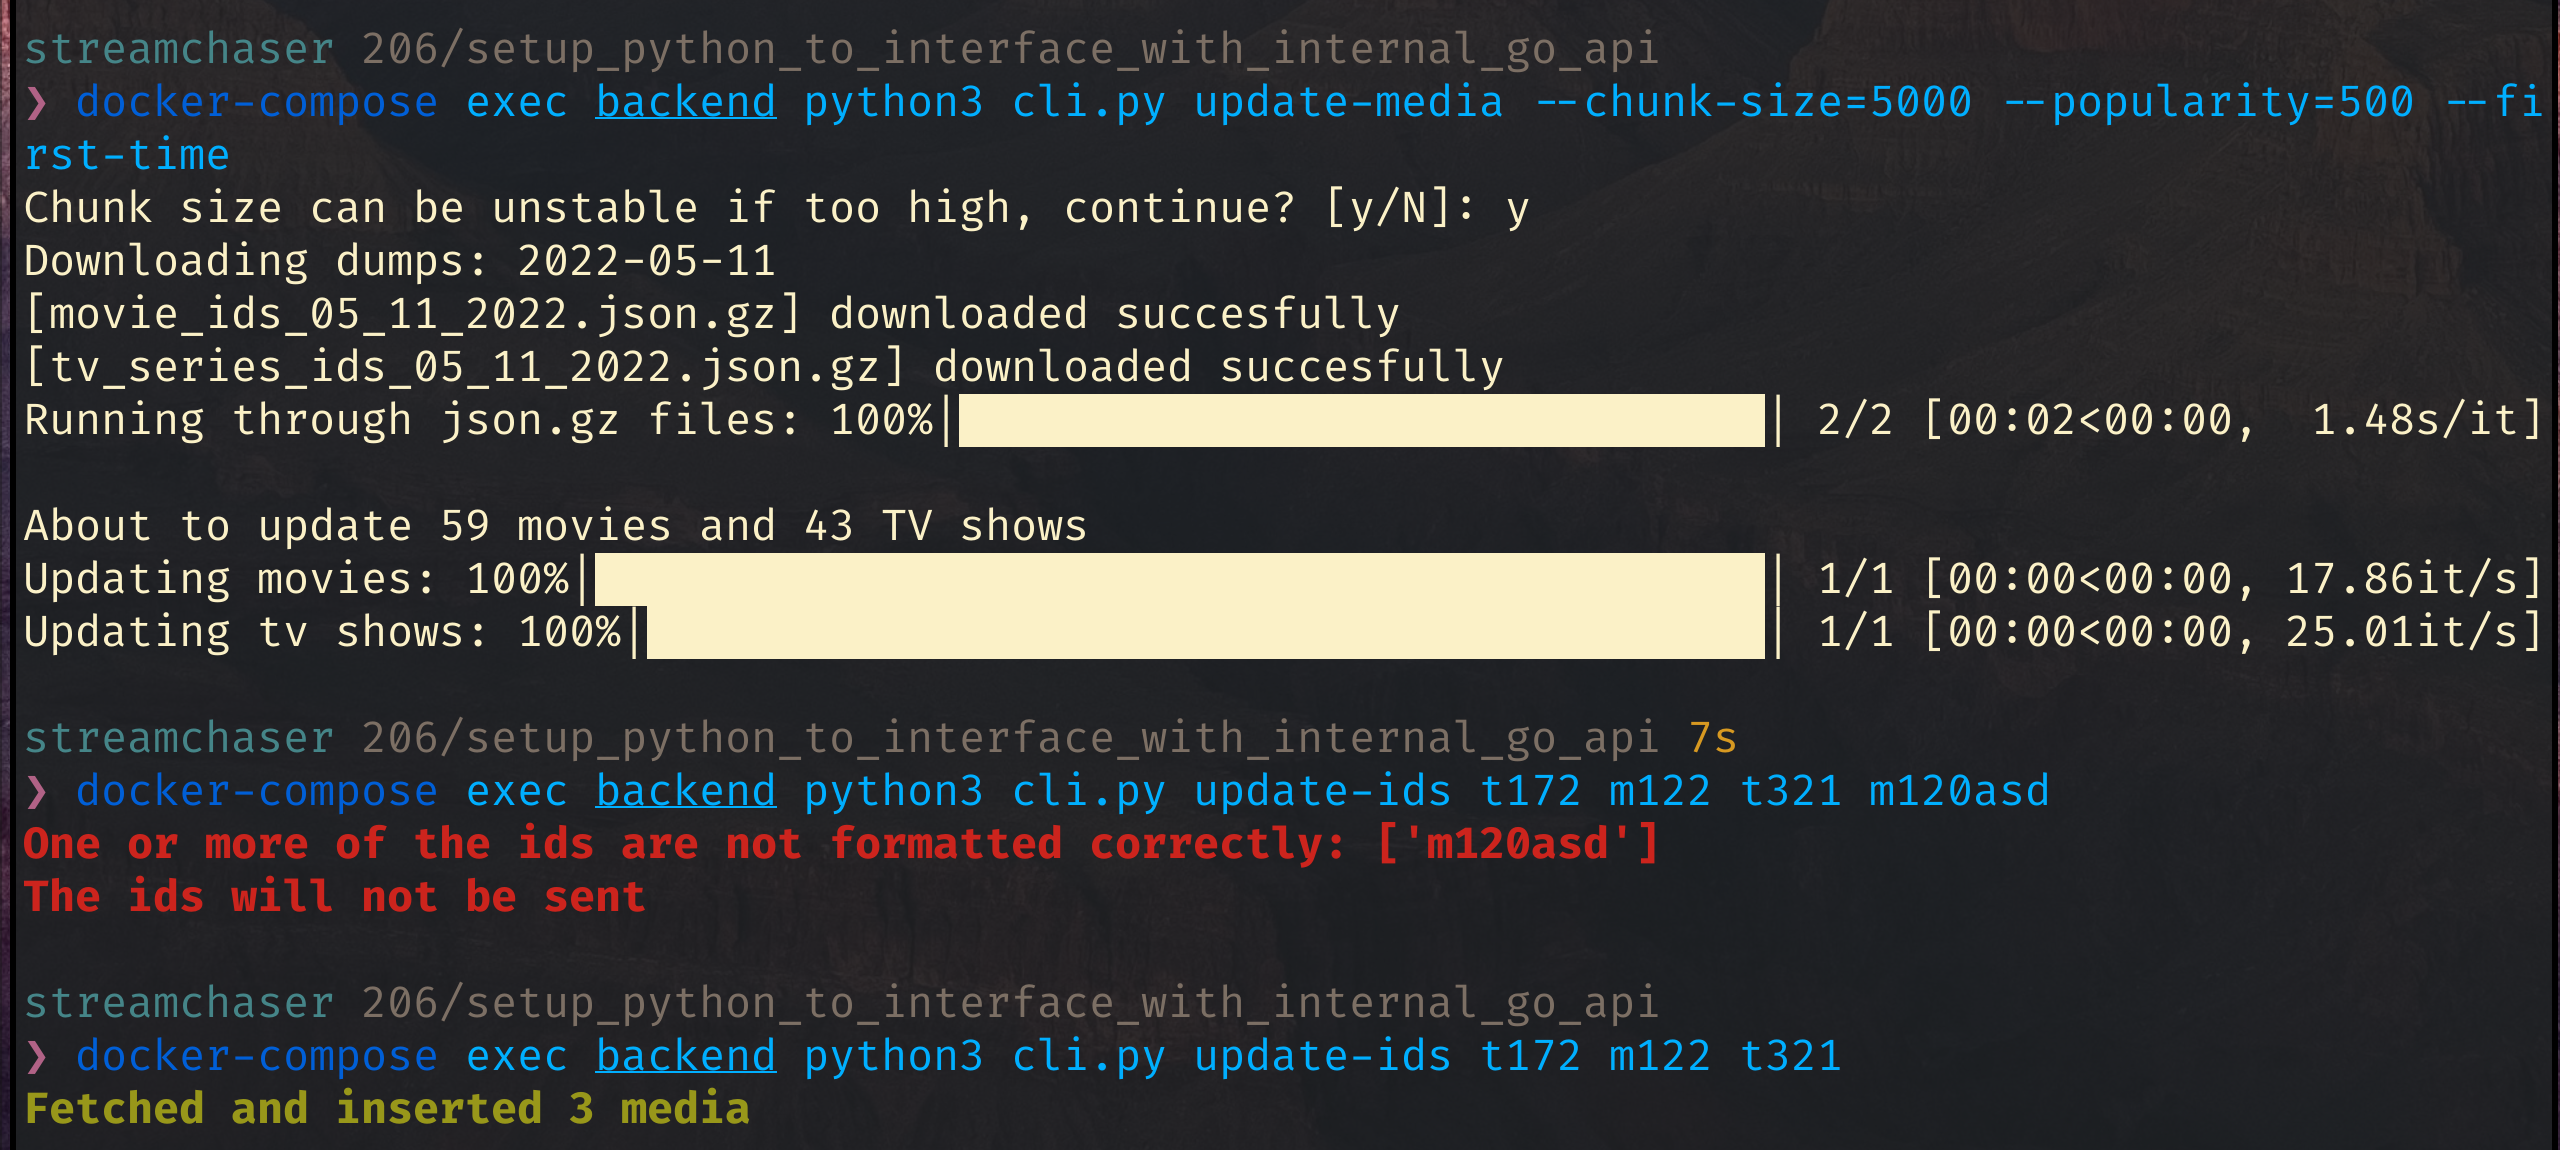 streamchaser 206/setup_python_to_interface_with_internal_go_api
❯ docker-compose exec backend python3 cli.py update-media --chunk-size=5000 --popularity=500 --fi
rst-time
Chunk size can be unstable if too high, continue? [y/N]: y
Downloading dumps: 2022-05-11
[movie_ids_05_11_2022.json.gz] downloaded succesfully
[tv_series_ids_05_11_2022.json.gz] downloaded succesfully
Running through json.gz files: 100%|██████████| 2/2 [00:02<00:00,  1.48s/it]
About to update 59 movies and 43 TV shows
Updating movies: 100%|██████████| 1/1 [00:00<00:00, 17.86it/s]
Updating tv shows: 100%|██████████| 1/1 [00:00<00:00, 25.01it/s]
streamchaser 206/setup_python_to_interface_with_internal_go_api 7s
❯ docker-compose exec backend python3 cli.py update-ids t172 m122 t321 m120asd
One or more of the ids are not formatted correctly: ['m120asd']
The ids will not be sent
streamchaser 206/setup_python_to_interface_with_internal_go_api
❯ docker-compose exec backend python3 cli.py update-ids t172 m122 t321
Fetched and inserted 3 media